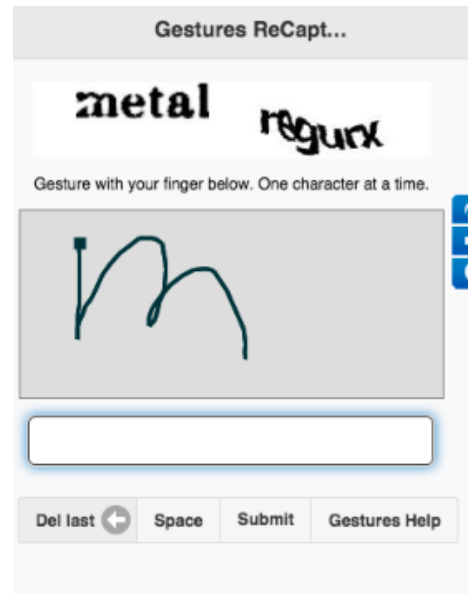 Gestures ReCapt...
metal regurx
Gesture with your finger below. One character at a time.
m
Del last Space Submit Gestures Help